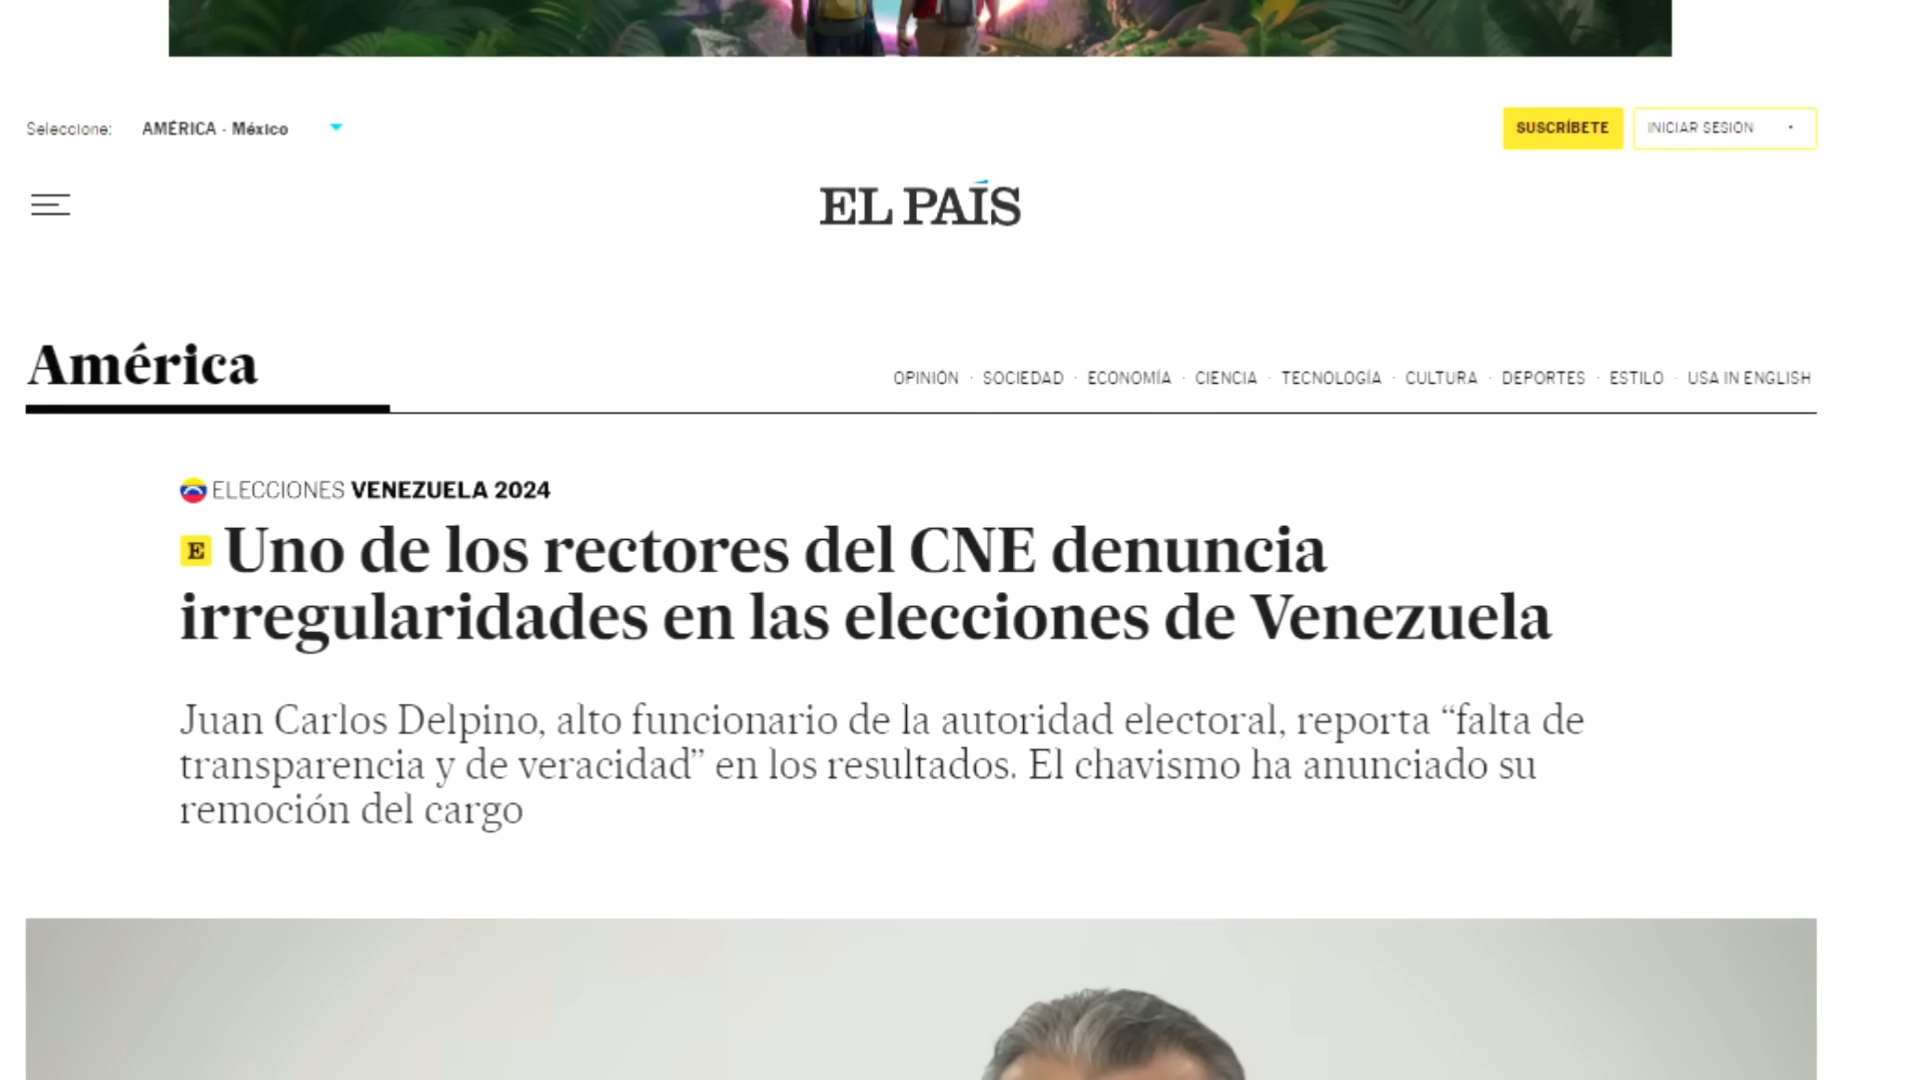 Seleccione: AMÉRICA - México
SUSCRÍBETE
INICIAR SESIÓN
EL PAÍS
América
OPINIÓN · SOCIEDAD · ECONOMÍA · CIENCIA · TECNOLOGÍA · CULTURA · DEPORTES · ESTILO · USA IN ENGLISH
ELECCIONES VENEZUELA 2024
E Uno de los rectores del CNE denuncia
irregularidades en las elecciones de Venezuela
Juan Carlos Delpino, alto funcionario de la autoridad electoral, reporta “falta de
transparencia y de veracidad” en los resultados. El chavismo ha anunciado su
remoción del cargo